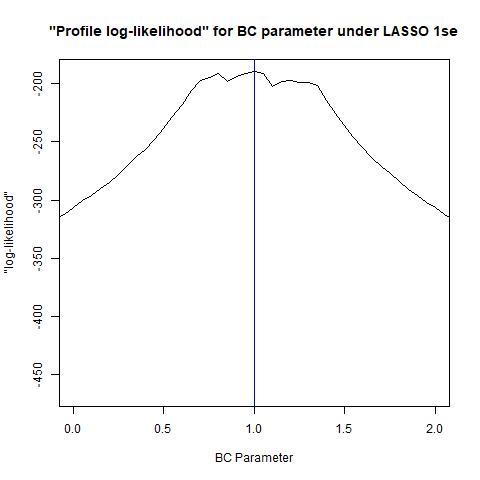 "Profile log-likelihood" for BC parameter under LASSO 1se
"log-likelihood"
-200
-250
-300
-350
-400
-450
0.0 0.5 1.0 1.5 2.0
BC Parameter